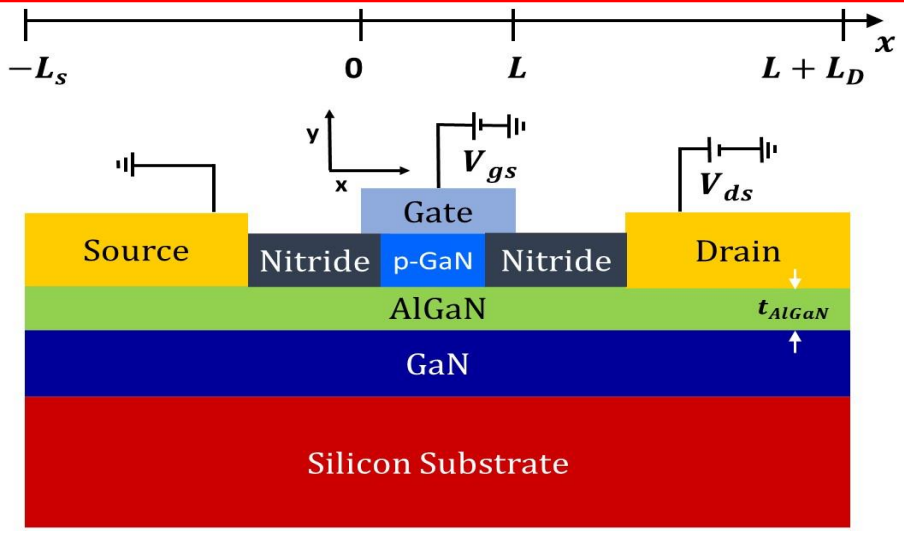 −L_s 0 L L + L_D x
y
x
V_gs
V_ds
Gate
Source
Nitride p-GaN Nitride
Drain
AlGaN
t_AlGaN
GaN
Silicon Substrate